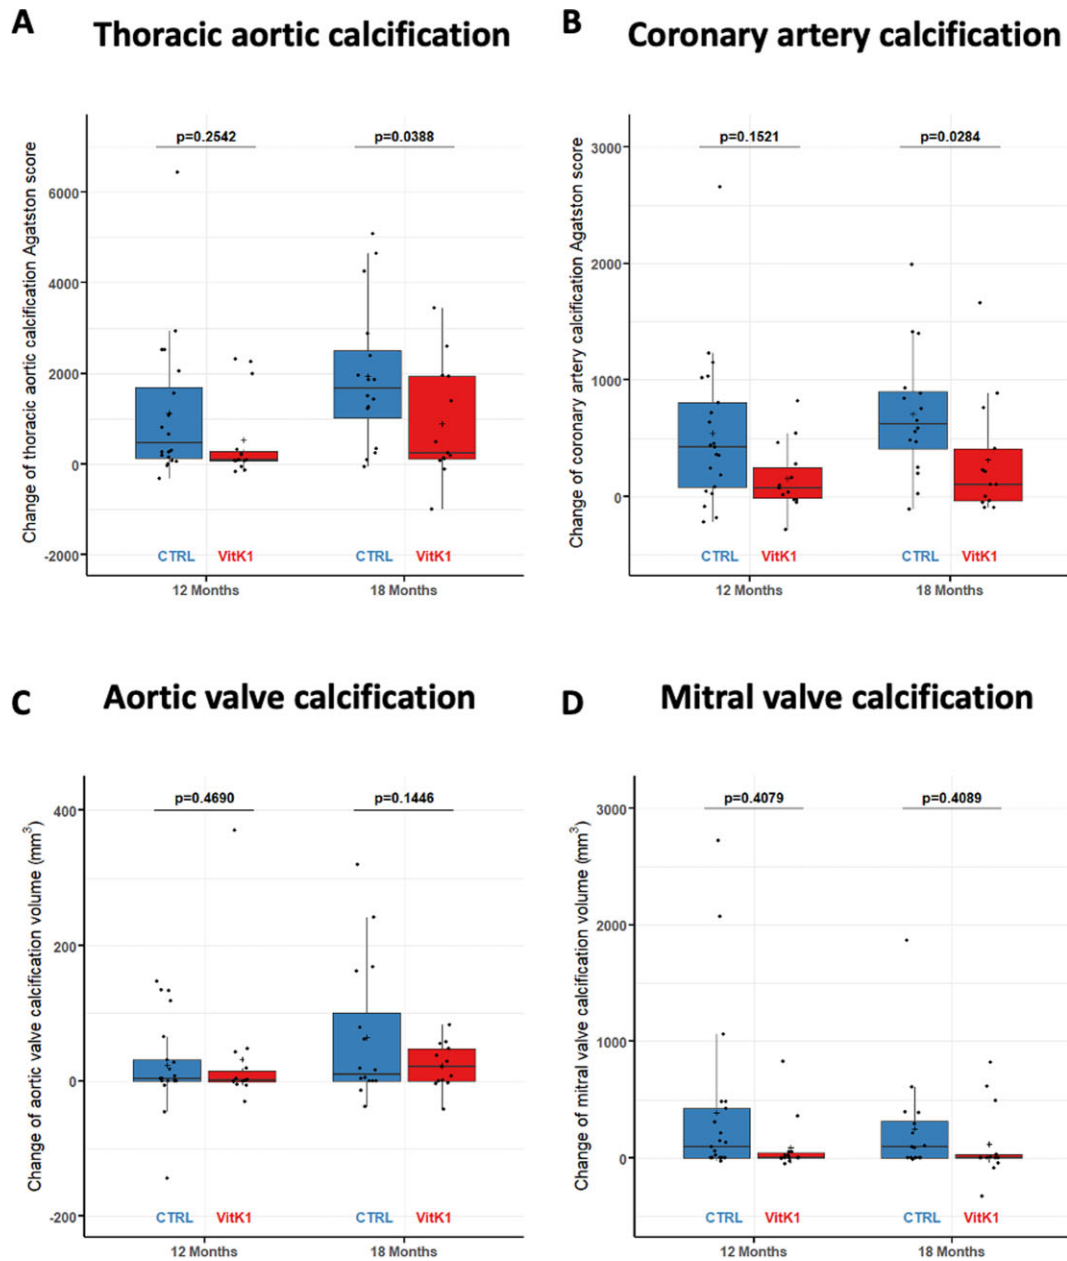 A
Thoracic aortic calcification
Change of thoracic aortic calcification Agatston score
p=0.2542
p=0.0388
6000
4000
2000
0
-2000
CTRL
VitK1
CTRL
VitK1
12 Months
18 Months
B
Coronary artery calcification
Change of coronary artery calcification Agatston score
p=0.1521
p=0.0284
3000
2000
1000
0
CTRL
VitK1
CTRL
VitK1
12 Months
18 Months
C
Aortic valve calcification
Change of aortic valve calcification volume (mm³)
p=0.4690
p=0.1446
400
200
0
-200
CTRL
VitK1
CTRL
VitK1
12 Months
18 Months
D
Mitral valve calcification
Change of mitral valve calcification volume (mm³)
p=0.4079
p=0.4089
3000
2000
1000
0
CTRL
VitK1
CTRL
VitK1
12 Months
18 Months